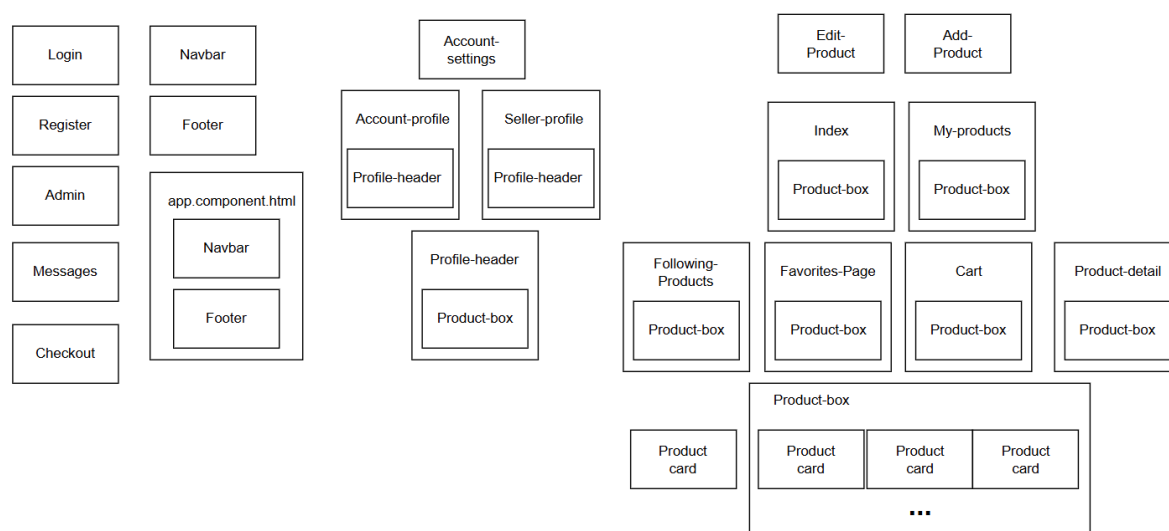 Login
Navbar
Register
Footer
Admin
app.component.html
Navbar
Footer
Messages
Checkout
Account-
settings
Account-profile
Profile-header
Seller-profile
Profile-header
Profile-header
Product-box
Edit-
Product
Add-
Product
Index
Product-box
My-products
Product-box
Following-
Products
Product-box
Favorites-Page
Product-box
Cart
Product-box
Product-detail
Product-box
Product
card
Product-box
Product
card
Product
card
Product
card
...